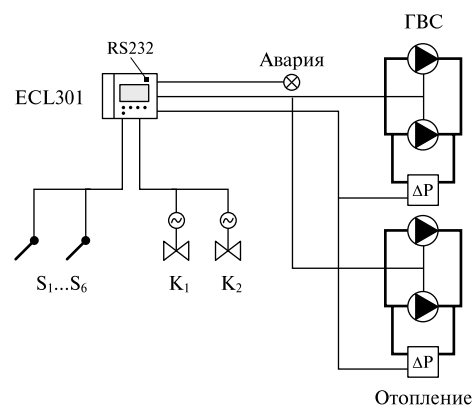 ГВС
RS232
Авария
ECL301
ΔP
S₁...S₆
K₁
K₂
ΔP
Отопление